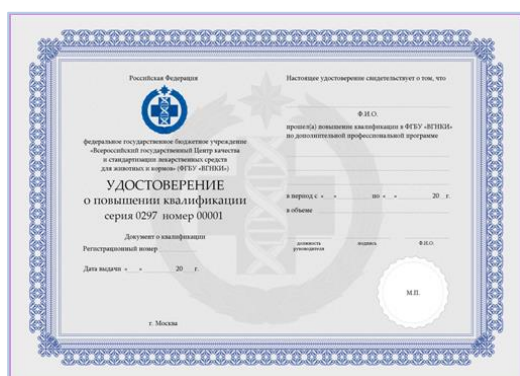 Российская Федерация
федеральное государственное бюджетное учреждение
«Всероссийский государственный Центр качества
и стандартизации лекарственных средств
для животных и кормов» (ФГБУ «ВГНКИ»)
УДОСТОВЕРЕНИЕ
о повышении квалификации
серия 0297 номер 00001
Документ о квалификации
Регистрационный номер
Дата выдачи « » 20 г.
г. Москва
Настоящее удостоверение свидетельствует о том, что
Ф.И.О.
прошел(а) повышение квалификации в ФГБУ «ВГНКИ»
по дополнительной профессиональной программе
в период с « » по « » 20 г.
в объеме
должность подпись Ф.И.О.
руководителя
М.П.